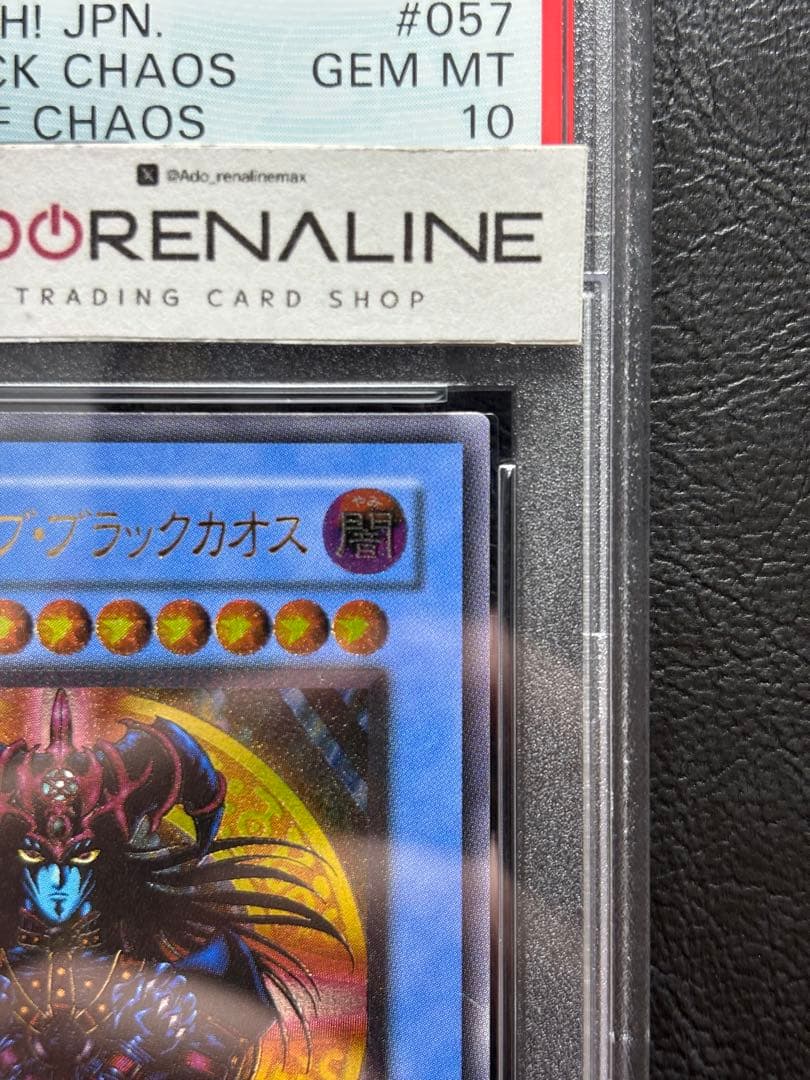 H! JPN. #057
CK CHAOS GEM MT
F CHAOS 10
@Ado_renalinemax
DORENALINE
TRADING CARD SHOP
ブ・ブラックカオス
やみ
闇